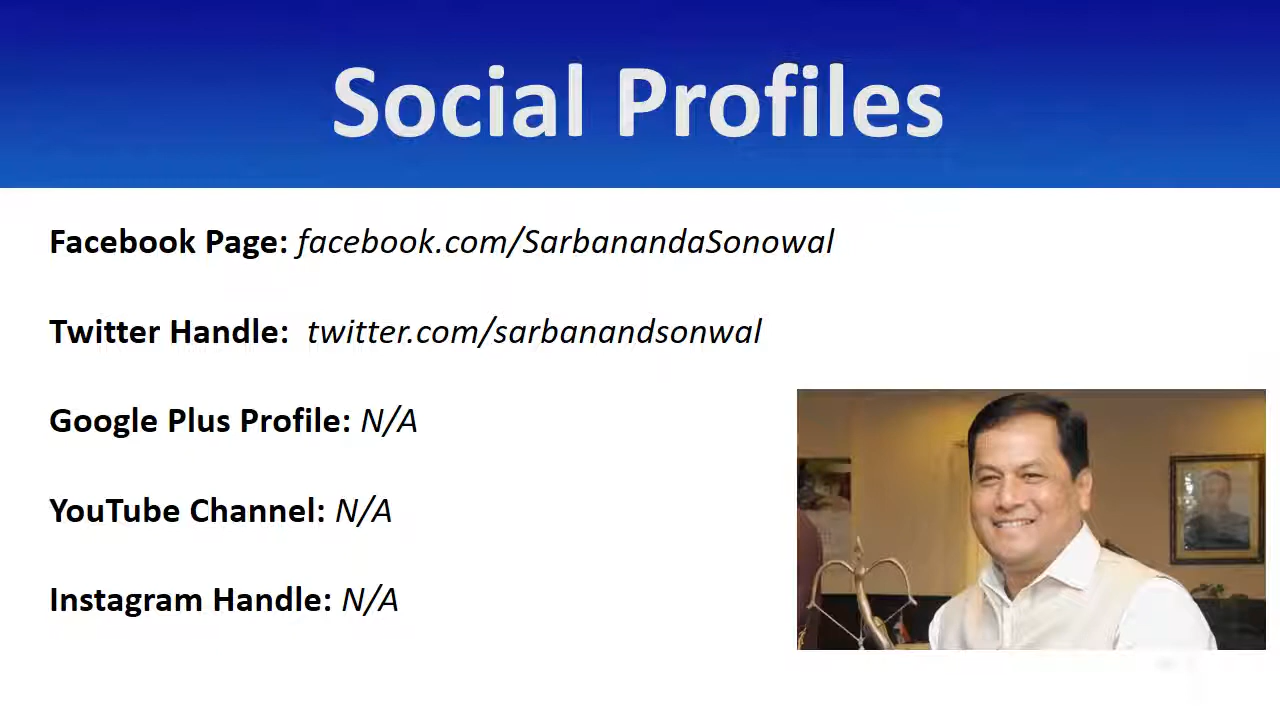 Social Profiles
Facebook Page: facebook.com/SarbanandaSonowal
Twitter Handle: twitter.com/sarbanandsonwal
Google Plus Profile: N/A
YouTube Channel: N/A
Instagram Handle: N/A